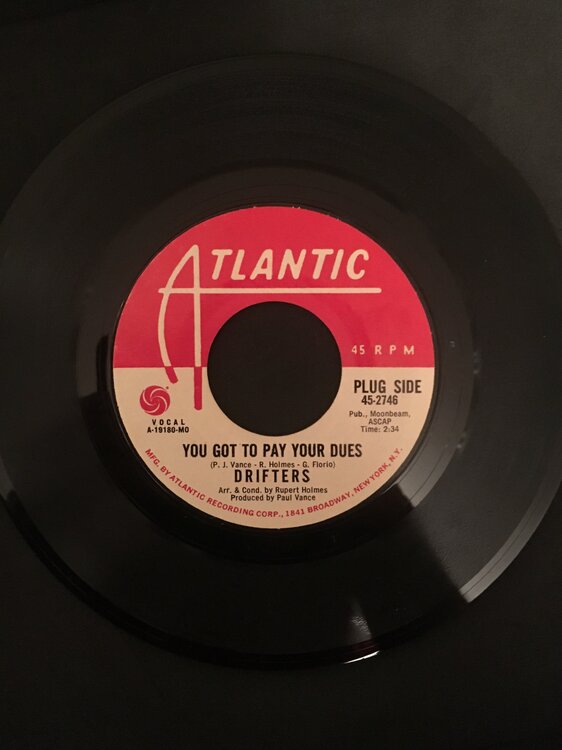 ATLANTIC
45 RPM
PLUG SIDE
45-2746
Pub., Moonbeam,
ASCAP
Time: 2:34
VOCAL
A-19180-MO
YOU GOT TO PAY YOUR DUES
(P. J. Vance - R. Holmes - G. Florio)
DRIFTERS
Arr. & Cond. by Rupert Holmes
Produced by Paul Vance
MFG. BY ATLANTIC RECORDING CORP., 1841 BROADWAY, NEW YORK, N.Y.